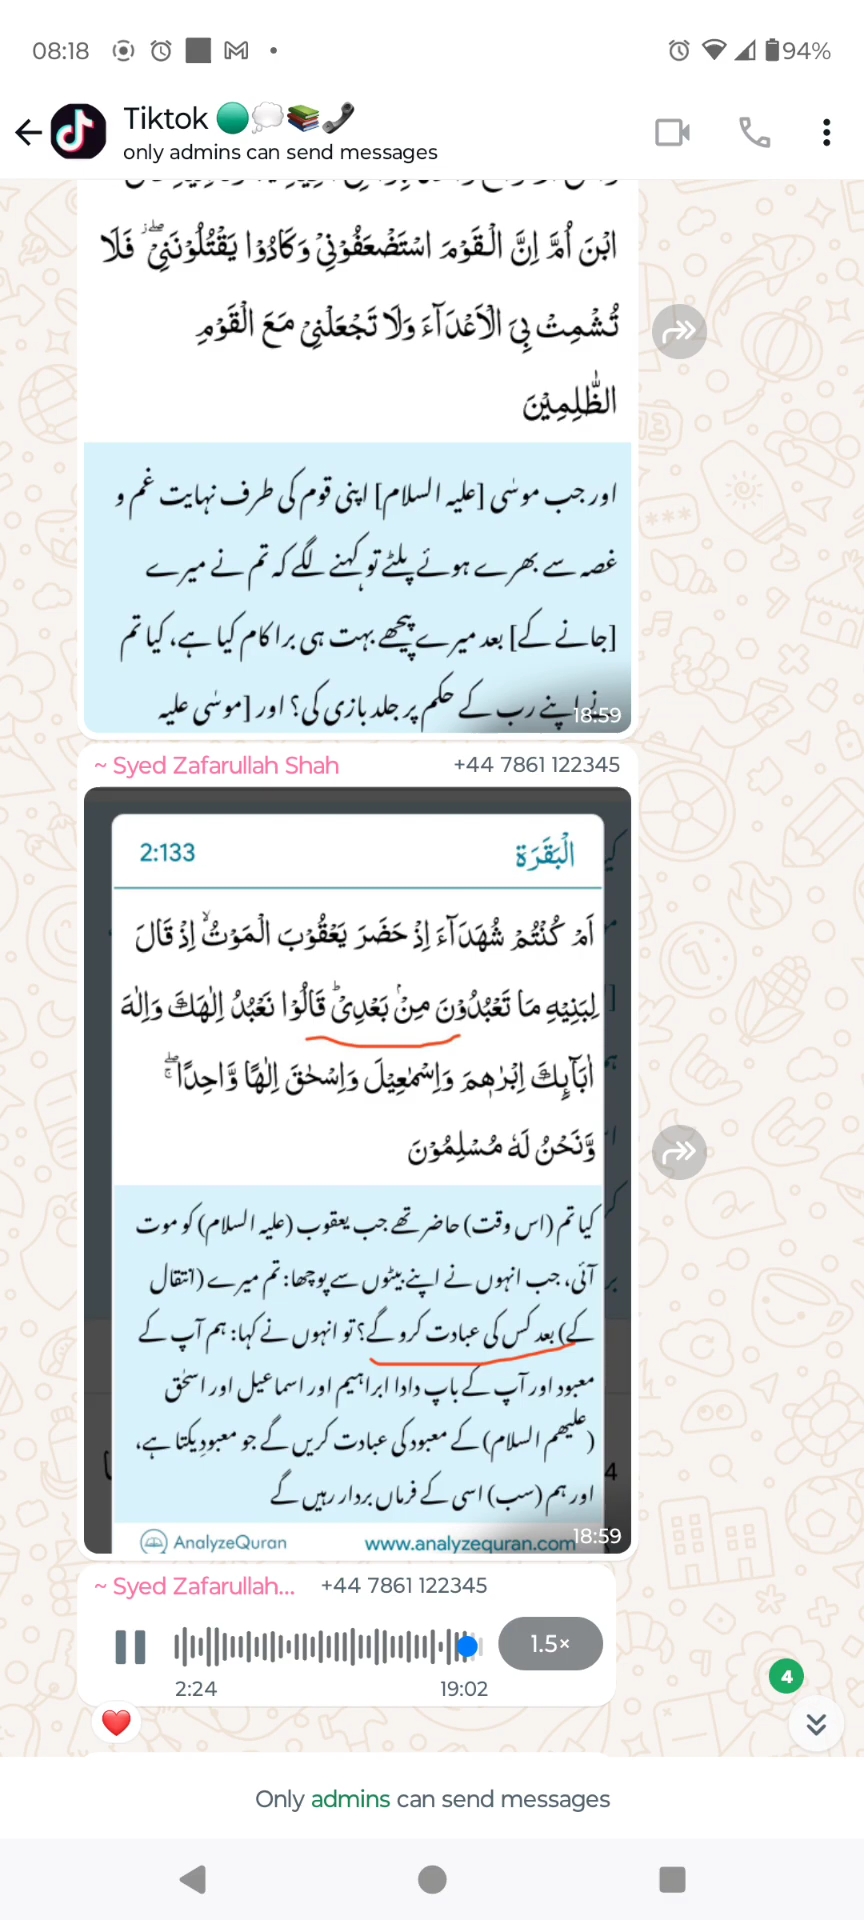 08:18
94%
Tiktok
only admins can send messages
ابْنَ اُمَّ اِنَّ الْقَوْمَ اسْتَضْعَفُوْنِيْ وَكَادُوْا يَقْتُلُوْنَنِيْ ۖ فَلَا
تُشْمِتْ بِيَ الْاَعْدَآءَ وَلَا تَجْعَلْنِيْ مَعَ الْقَوْمِ
الظّٰلِمِيْنَ
اور جب موسٰی [علیہ السلام] اپنی قوم کی طرف نہایت غم و
غصہ سے بھرے ہوئے پلٹے تو کہنے لگے کہ تم نے میرے
[جانے کے] بعد میرے پیچھے بہت ہی برا کام کیا ہے، کیا تم
نے اپنے رب کے حکم پر جلد بازی کی؟ اور [موسٰی علیہ
18:59
~ Syed Zafarullah Shah +44 7861 122345
2:133 الْبَقَرَة
اَمْ كُنْتُمْ شُهَدَآءَ اِذْ حَضَرَ يَعْقُوْبَ الْمَوْتُ ۙ اِذْ قَالَ
لِبَنِيْهِ مَا تَعْبُدُوْنَ مِنْۢ بَعْدِيْ ؕ قَالُوْا نَعْبُدُ اِلٰهَكَ وَاِلٰهَ
اٰبَآىِٕكَ اِبْرٰهٖمَ وَاِسْمٰعِيْلَ وَاِسْحٰقَ اِلٰهًا وَّاحِدًا ۖۚ
وَّنَحْنُ لَهٗ مُسْلِمُوْنَ
کیا تم (اس وقت) حاضر تھے جب یعقوب (علیہ السلام) کو موت
آئی، جب انہوں نے اپنے بیٹوں سے پوچھا: تم میرے (انتقال
کے) بعد کس کی عبادت کرو گے؟ تو انہوں نے کہا: ہم آپ کے
معبود اور آپ کے باپ دادا ابراہیم اور اسماعیل اور اسحٰق
(علیھم السلام) کے معبود کی عبادت کریں گے جو معبودِ یکتا ہے،
اور ہم (سب) اسی کے فرماں بردار رہیں گے
AnalyzeQuran www.analyzequran.com
18:59
~ Syed Zafarullah... +44 7861 122345
1.5×
2:24 19:02
4
Only admins can send messages